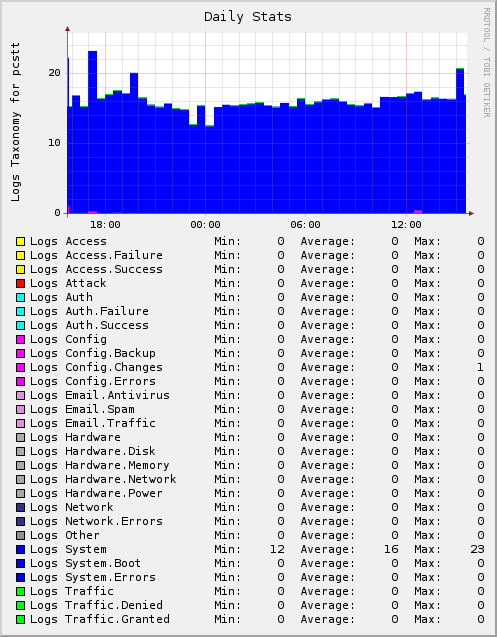 Daily Stats
RRDTOOL / TOBI OETIKER
Logs Taxonomy for pcstt
20
10
0
18:00 00:00 06:00 12:00
Logs Access Min: 0 Average: 0 Max: 0
Logs Access.Failure Min: 0 Average: 0 Max: 0
Logs Access.Success Min: 0 Average: 0 Max: 0
Logs Attack Min: 0 Average: 0 Max: 0
Logs Auth Min: 0 Average: 0 Max: 0
Logs Auth.Failure Min: 0 Average: 0 Max: 0
Logs Auth.Success Min: 0 Average: 0 Max: 0
Logs Config Min: 0 Average: 0 Max: 0
Logs Config.Backup Min: 0 Average: 0 Max: 0
Logs Config.Changes Min: 0 Average: 0 Max: 1
Logs Config.Errors Min: 0 Average: 0 Max: 0
Logs Email.Antivirus Min: 0 Average: 0 Max: 0
Logs Email.Spam Min: 0 Average: 0 Max: 0
Logs Email.Traffic Min: 0 Average: 0 Max: 0
Logs Hardware Min: 0 Average: 0 Max: 0
Logs Hardware.Disk Min: 0 Average: 0 Max: 0
Logs Hardware.Memory Min: 0 Average: 0 Max: 0
Logs Hardware.Network Min: 0 Average: 0 Max: 0
Logs Hardware.Power Min: 0 Average: 0 Max: 0
Logs Network Min: 0 Average: 0 Max: 0
Logs Network.Errors Min: 0 Average: 0 Max: 0
Logs Other Min: 0 Average: 0 Max: 0
Logs System Min: 12 Average: 16 Max: 23
Logs System.Boot Min: 0 Average: 0 Max: 0
Logs System.Errors Min: 0 Average: 0 Max: 0
Logs Traffic Min: 0 Average: 0 Max: 0
Logs Traffic.Denied Min: 0 Average: 0 Max: 0
Logs Traffic.Granted Min: 0 Average: 0 Max: 0